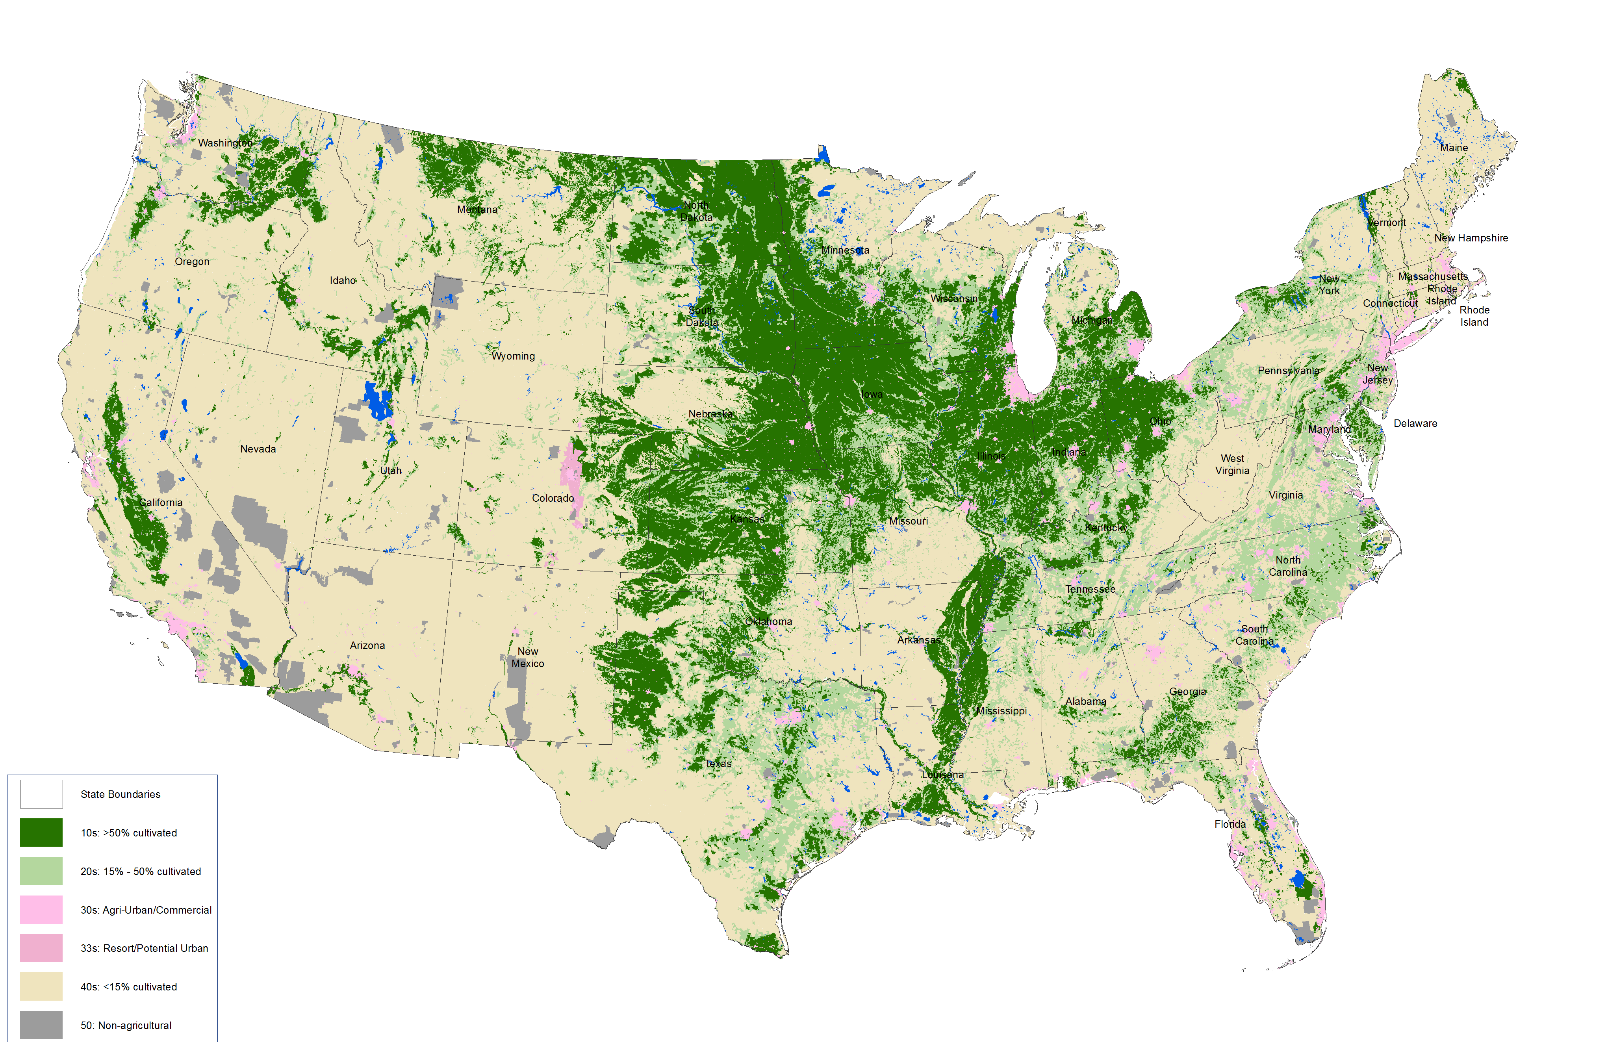 Washington
Maine
Montana
North
Dakota
Vermont
New Hampshire
Minnesota
Oregon
Idaho
Massachusetts
New
York
Rhode
Island
Connecticut
Wisconsin
Rhode
Island
South
Dakota
Michigan
Wyoming
Pennsylvania
New
Jersey
Iowa
Nebraska
Ohio
Delaware
Maryland
Nevada
Indiana
Illinois
West
Virginia
Utah
Colorado
Virginia
California
Kansas
Missouri
Kentucky
North
Carolina
Tennessee
Oklahoma
South
Carolina
Arkansas
Arizona
New
Mexico
Georgia
Alabama
Mississippi
Texas
Louisiana
Florida
State Boundaries
10s: >50% cultivated
20s: 15% - 50% cultivated
30s: Agri-Urban/Commercial
33s: Resort/Potential Urban
40s: <15% cultivated
50: Non-agricultural